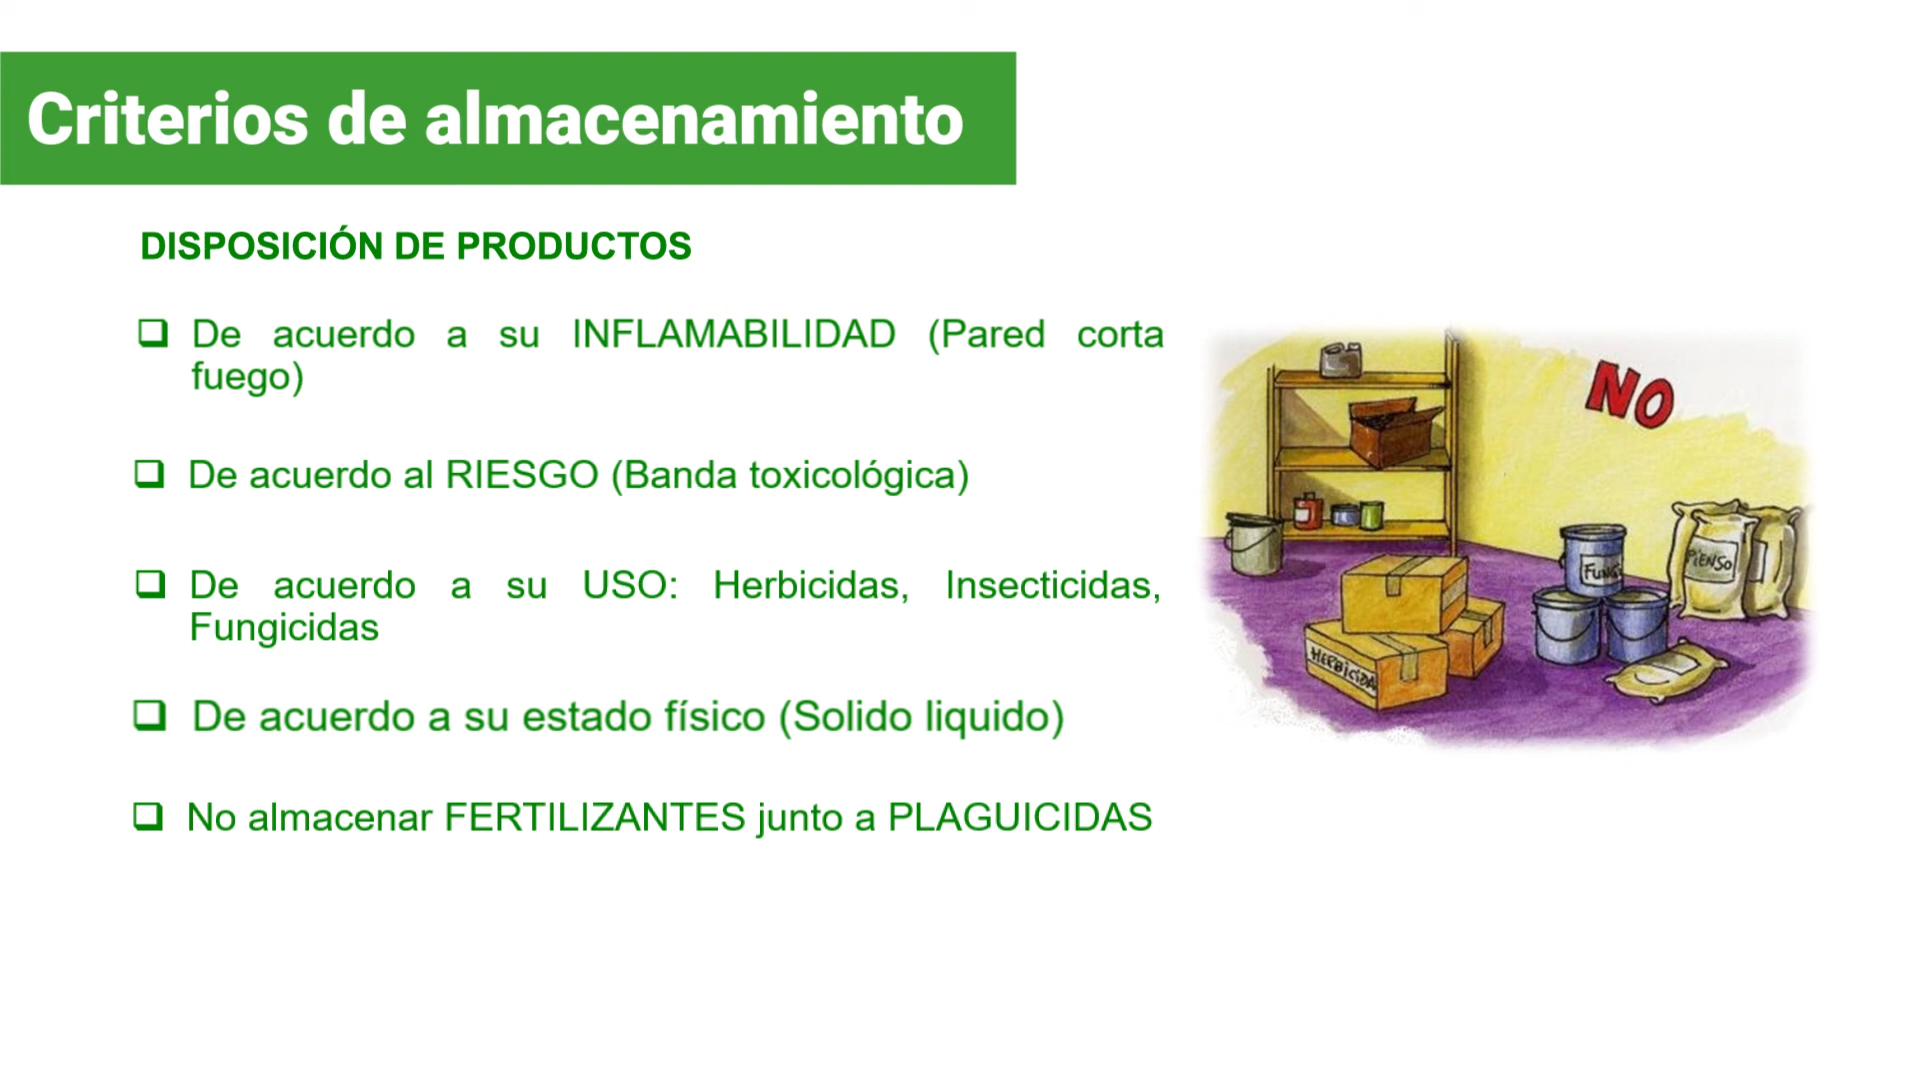 Criterios de almacenamiento
DISPOSICIÓN DE PRODUCTOS
❑ De acuerdo a su INFLAMABILIDAD (Pared corta
fuego)
❑ De acuerdo al RIESGO (Banda toxicológica)
❑ De acuerdo a su USO: Herbicidas, Insecticidas,
Fungicidas
❑ De acuerdo a su estado físico (Solido liquido)
❑ No almacenar FERTILIZANTES junto a PLAGUICIDAS
NO
PiENSO
FUNGi
HERBiCiDA